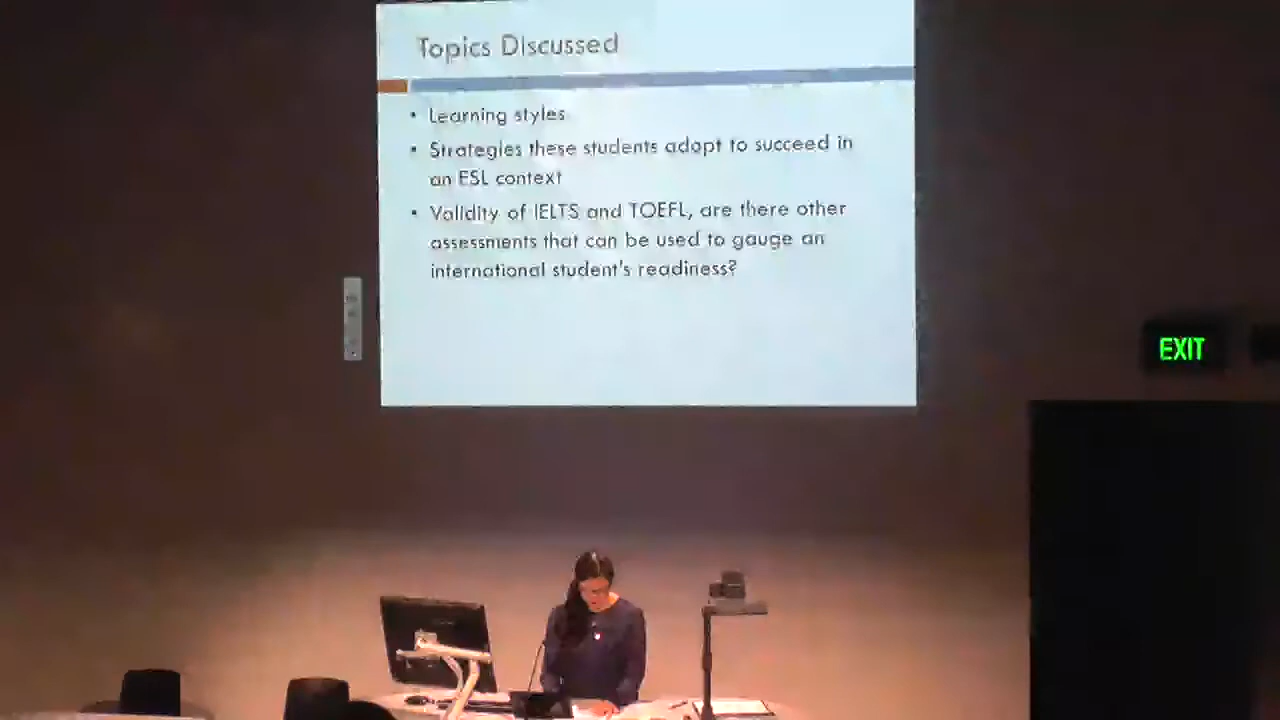 Topics Discussed
• Learning styles
• Strategies these students adopt to succeed in
an ESL context
• Validity of IELTS and TOEFL, are there other
assessments that can be used to gauge an
international student's readiness?
EXIT